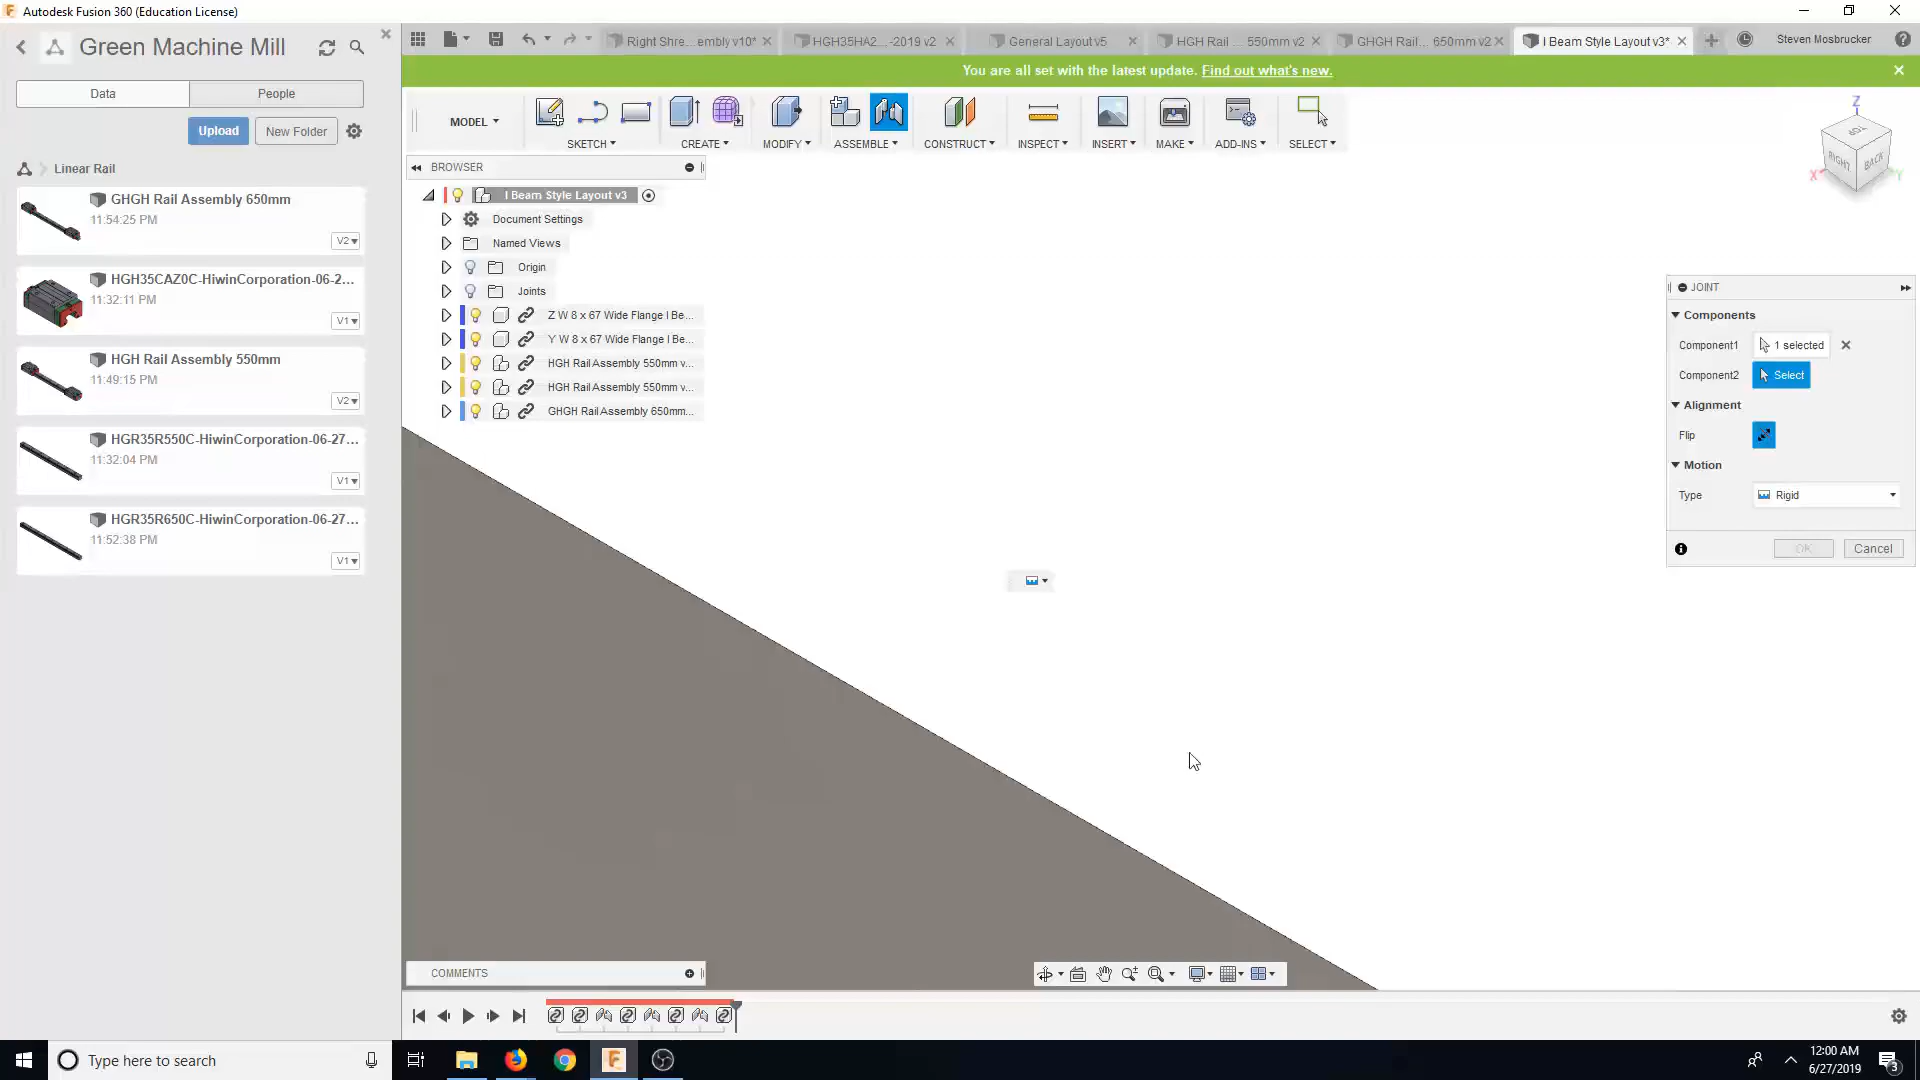 Autodesk Fusion 360 (Education License)
Green Machine Mill
Data
People
Upload
New Folder
Linear Rail
GHGH Rail Assembly 650mm
11:54:25 PM
V2
HGH35CAZ0C-HiwinCorporation-06-2...
11:32:11 PM
V1
HGH Rail Assembly 550mm
11:49:15 PM
V2
HGR35R550C-HiwinCorporation-06-27...
11:32:04 PM
V1
HGR35R650C-HiwinCorporation-06-27...
11:52:38 PM
V1
Right Shre... embly v10*
HGH35HA2...-2019 v2
General Layout v5
HGH Rail ... 550mm v2
GHGH Rail... 650mm v2
I Beam Style Layout v3*
Steven Mosbrucker
You are all set with the latest update. Find out what's new.
MODEL
SKETCH
CREATE
MODIFY
ASSEMBLE
CONSTRUCT
INSPECT
INSERT
MAKE
ADD-INS
SELECT
BROWSER
I Beam Style Layout v3
Document Settings
Named Views
Origin
Joints
Z W 8 x 67 Wide Flange I Be...
Y W 8 x 67 Wide Flange I Be...
HGH Rail Assembly 550mm v...
HGH Rail Assembly 550mm v...
GHGH Rail Assembly 650mm...
Z
TOP
RIGHT
BACK
X
Y
JOINT
Components
Component1
1 selected
Component2
Select
Alignment
Flip
Motion
Type
Rigid
OK
Cancel
COMMENTS
Type here to search
12:00 AM
6/27/2019
3